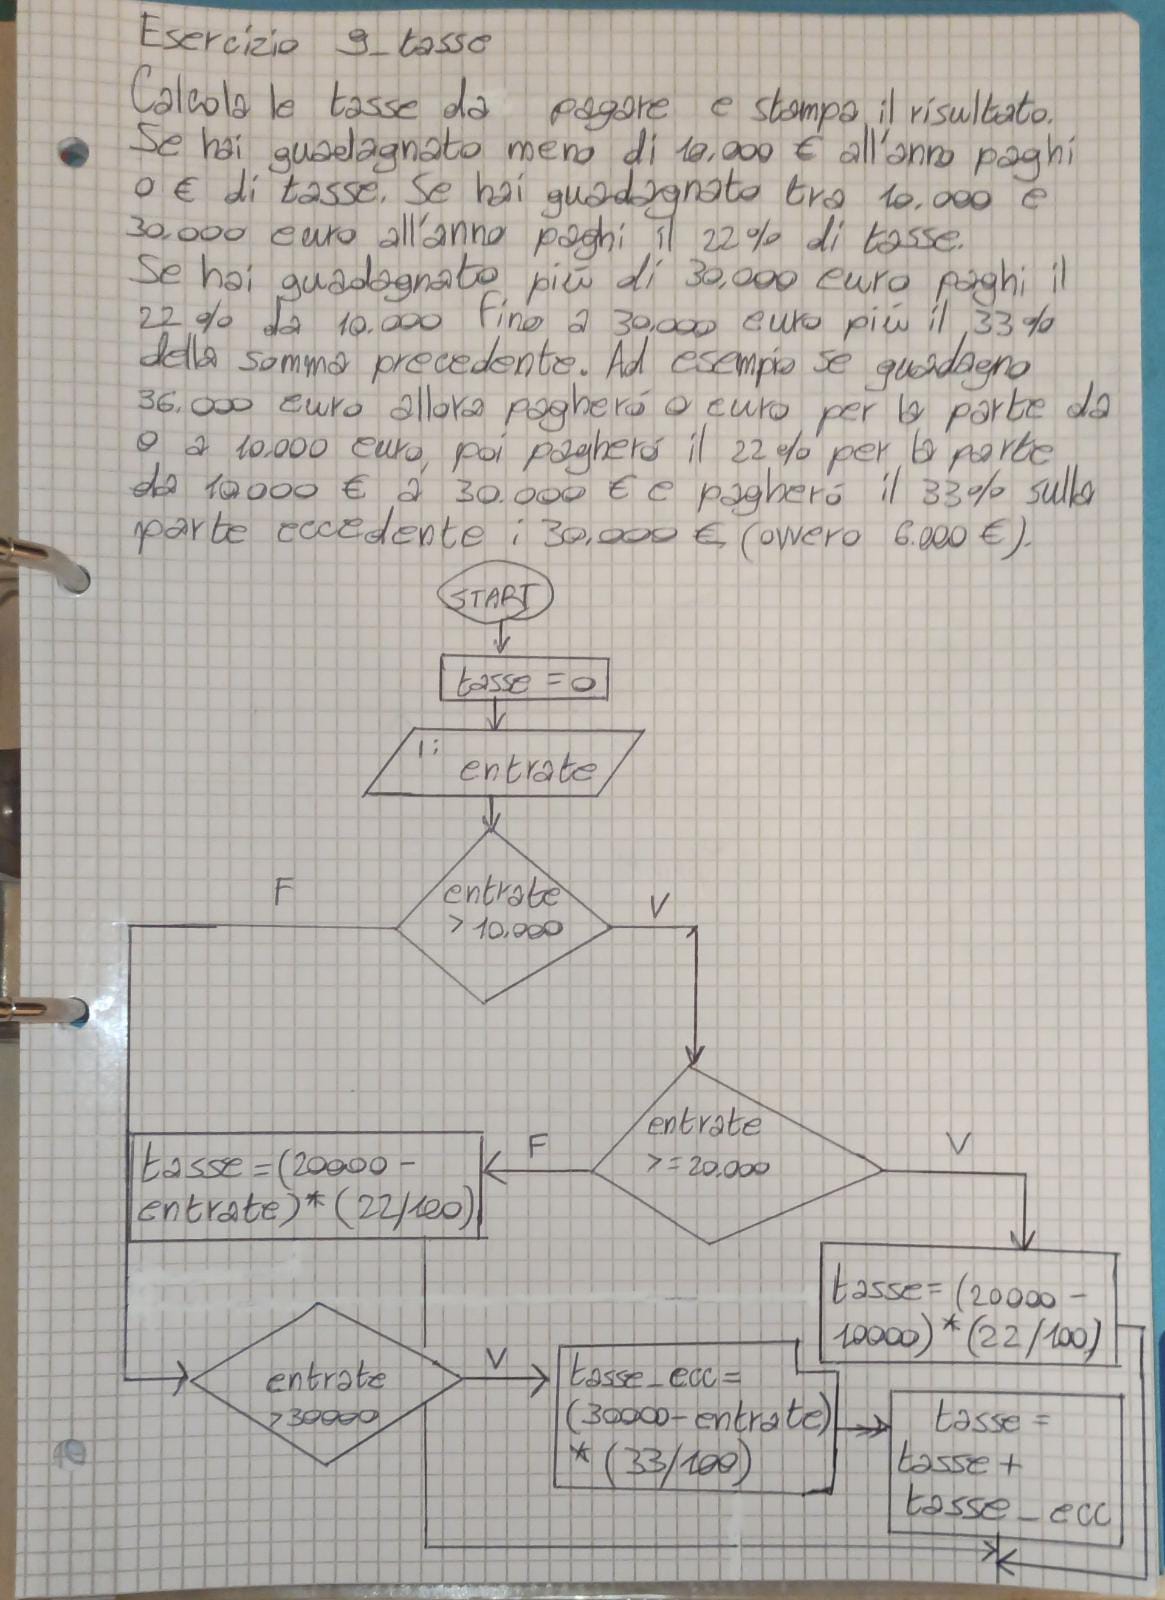 Esercizio 9_tasse
Calcola le tasse da pagare e stampa il risultato.
Se hai guadagnato meno di 10.000 € all'anno paghi
0 € di tasse. Se hai guadagnato tra 10.000 e
30.000 euro all'anno paghi il 22% di tasse.
Se hai guadagnato più di 30.000 euro paghi il
22% da 10.000 fino a 30.000 euro più il 33%
della somma precedente. Ad esempio se guadagno
36.000 euro allora pagherò 0 euro per la parte da
0 a 10.000 euro, poi pagherò il 22% per la parte
da 10000 € a 30.000 € e pagherò il 33% sulla
parte eccedente i 30.000 € (ovvero 6.000 €).
START
tasse = 0
I:
entrate
entrate
> 10.000
F
V
entrate
>= 20.000
F
V
tasse = (20000 -
entrate) * (22/100)
tasse = (20000 -
10000) * (22/100)
entrate
>30000
V
tasse_ecc =
(30000 - entrate)
* (33/100)
tasse =
tasse +
tasse_ecc